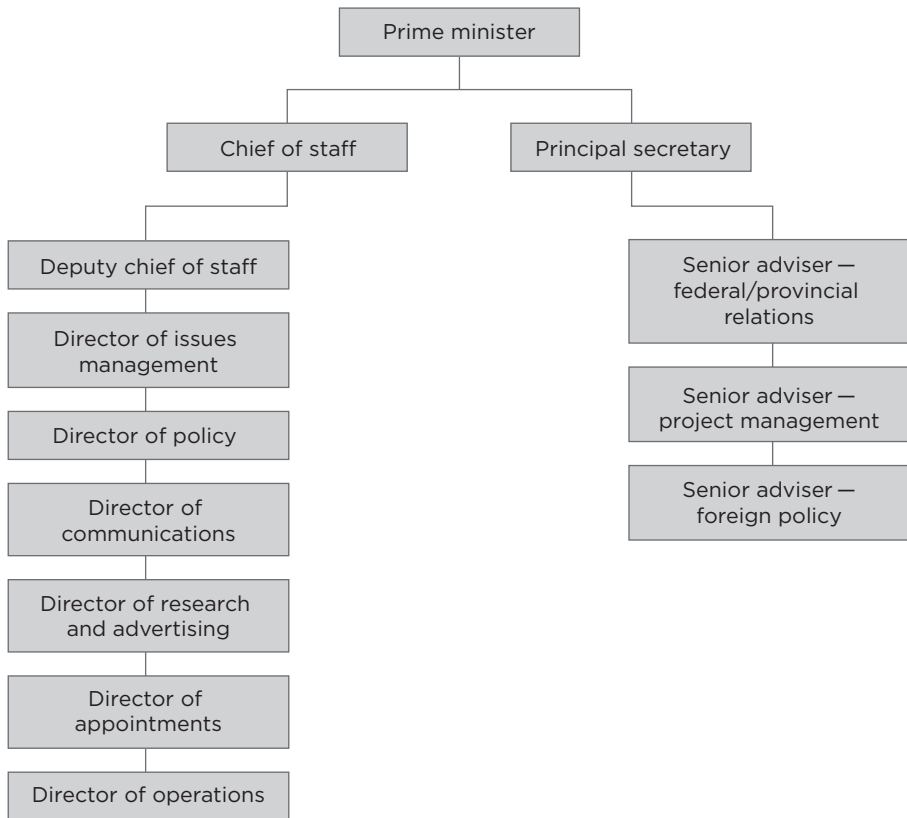 Prime minister
Chief of staff
Principal secretary
Deputy chief of staff
Director of issues
management
Director of policy
Director of
communications
Director of research
and advertising
Director of
appointments
Director of operations
Senior adviser —
federal/provincial
relations
Senior adviser —
project management
Senior adviser —
foreign policy